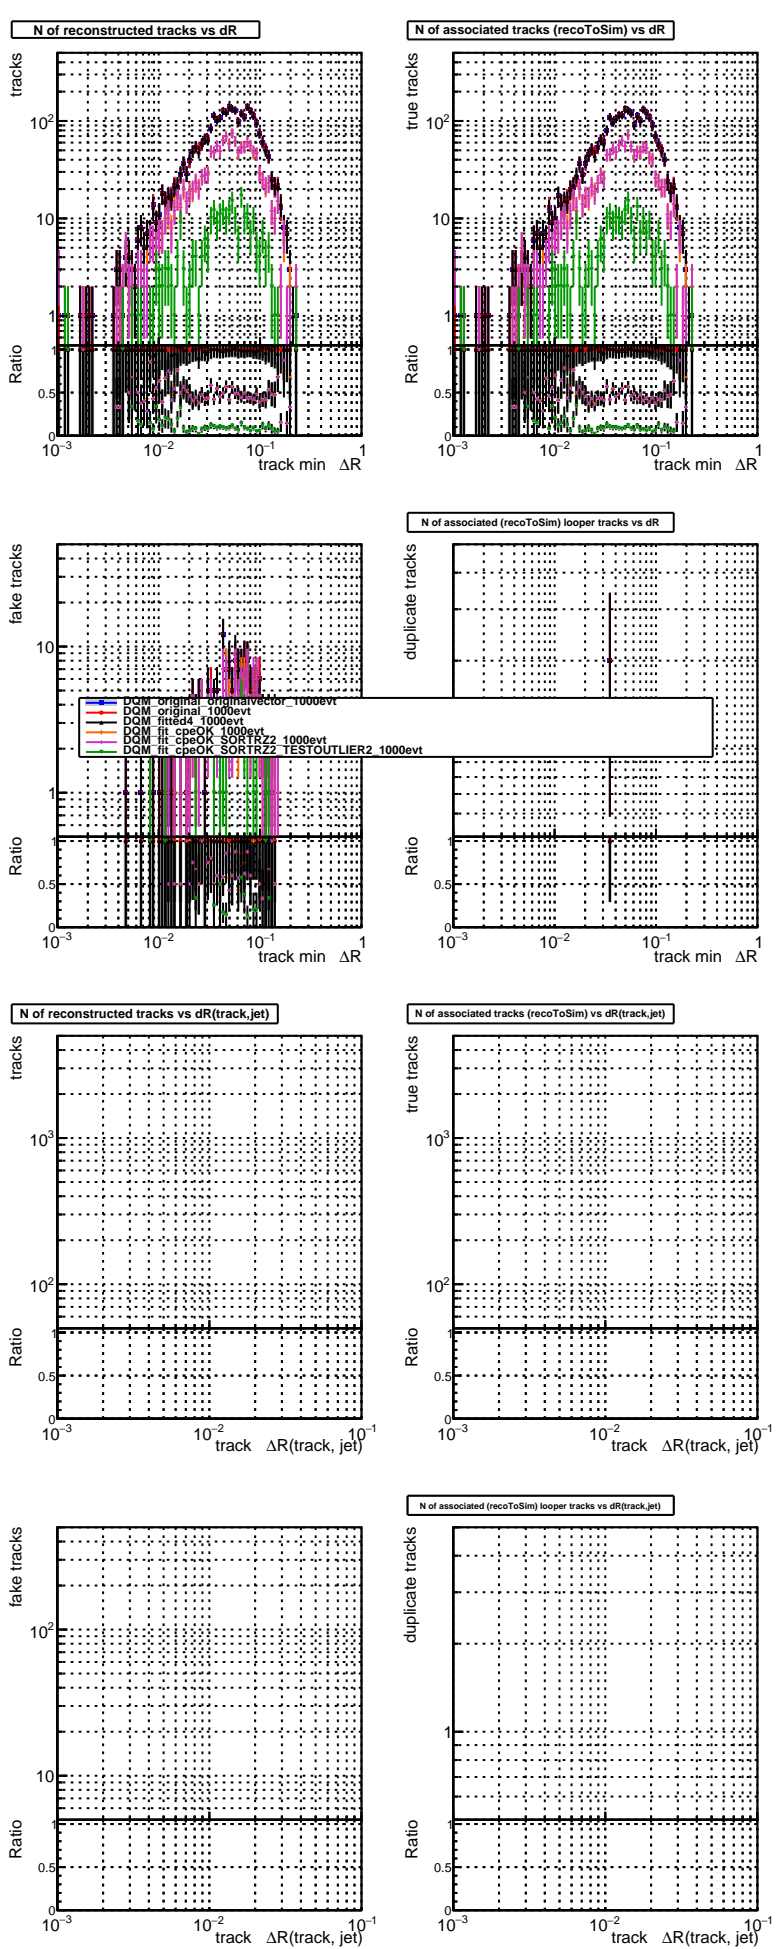 N of reconstructed tracks vs dR
tracks
10²
10
1
Ratio
1
0.5
0
10⁻³
10⁻²
10⁻¹
1
track min ΔR
N of associated tracks (recoToSim) vs dR
true tracks
10²
10
1
Ratio
1
0.5
0
10⁻³
10⁻²
10⁻¹
1
track min ΔR
fake tracks
10
1
Ratio
1
0.5
0
10⁻³
10⁻²
10⁻¹
1
track min ΔR
N of associated (recoToSim) looper tracks vs dR
duplicate tracks
Ratio
1
0.5
0
10⁻³
10⁻²
10⁻¹
1
track min ΔR
DQM_original_originalvector_1000evt
DQM_original_1000evt
DQM_fitted4_1000evt
DQM_fit_cpeOK_1000evt
DQM_fit_cpeOK_SORTRZ2_1000evt
DQM_fit_cpeOK_SORTRZ2_TESTOUTLIER2_1000evt
N of reconstructed tracks vs dR(track,jet)
tracks
10³
10²
Ratio
1
0.5
0
10⁻³
10⁻²
10⁻¹
track ΔR(track, jet)
N of associated tracks (recoToSim) vs dR(track,jet)
true tracks
10³
10²
Ratio
1
0.5
0
10⁻³
10⁻²
10⁻¹
track ΔR(track, jet)
fake tracks
10²
10
Ratio
1
0.5
0
10⁻³
10⁻²
10⁻¹
track ΔR(track, jet)
N of associated (recoToSim) looper tracks vs dR(track,jet)
duplicate tracks
1
Ratio
1
0.5
0
10⁻³
10⁻²
10⁻¹
track ΔR(track, jet)